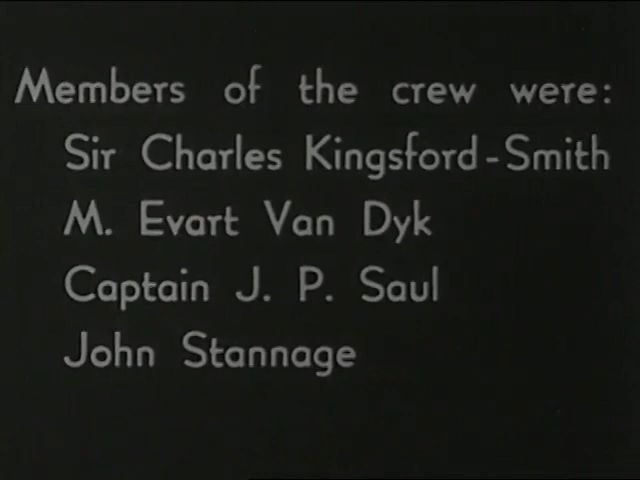 Members of the crew were:
Sir Charles Kingsford-Smith
M. Evart Van Dyk
Captain J. P. Saul
John Stannage